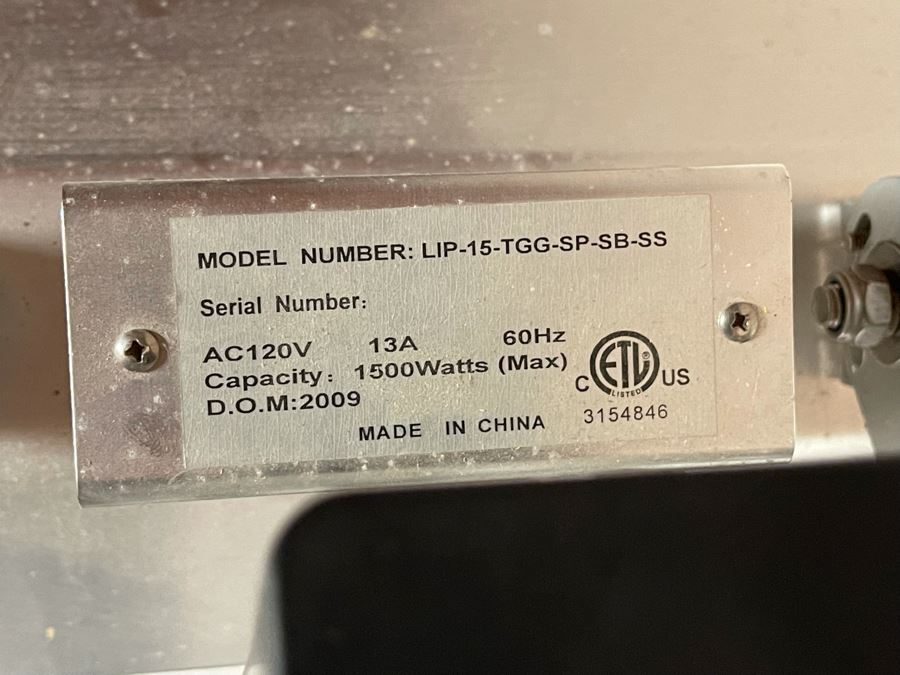 MODEL NUMBER: LIP-15-TGG-SP-SB-SS
Serial Number:
AC120V 13A 60Hz
Capacity: 1500Watts (Max)
D.O.M:2009
C ETL® US
LISTED
3154846
MADE IN CHINA